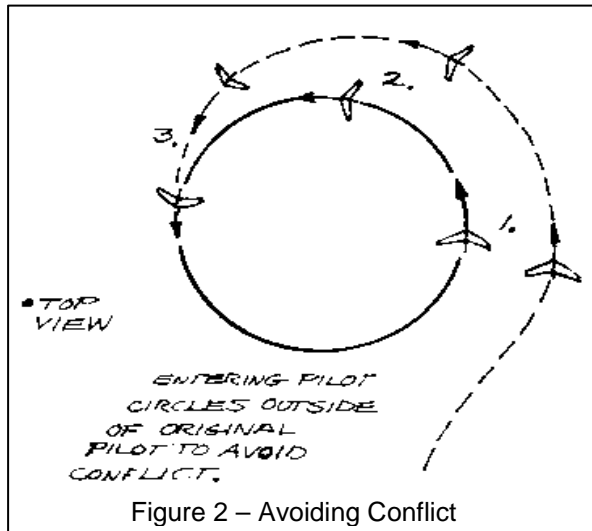 2.
3.
1.
• TOP
VIEW
ENTERING PILOT
CIRCLES OUTSIDE
OF ORIGINAL
PILOT TO AVOID
CONFLICT.
Figure 2 – Avoiding Conflict